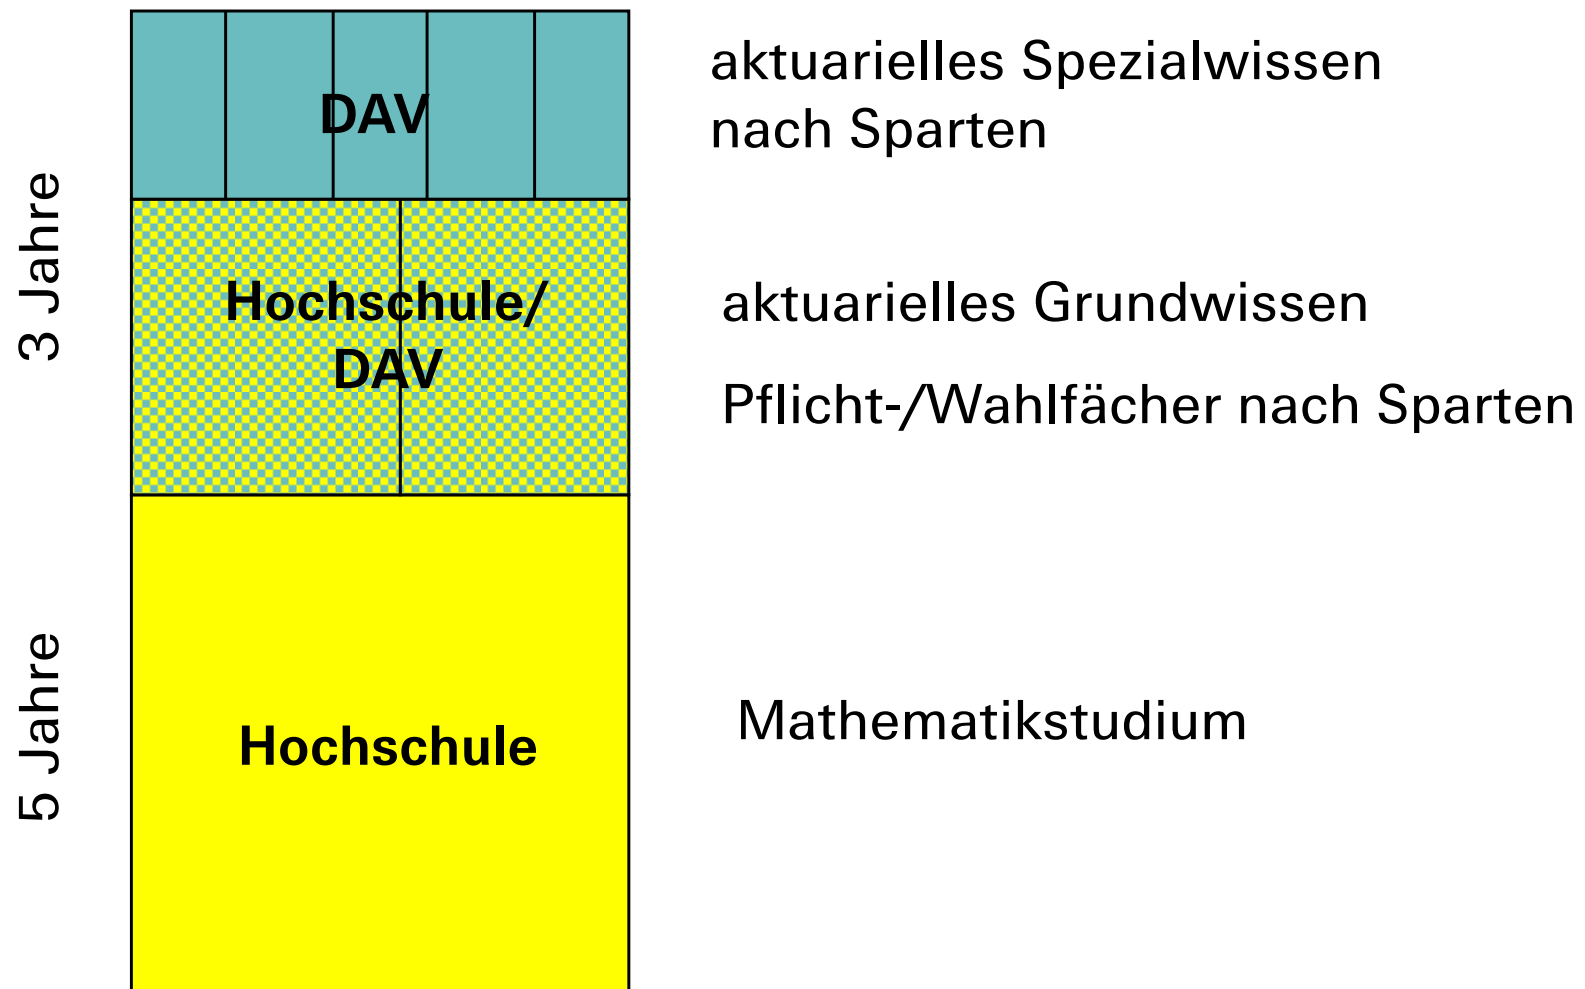 DAV
aktuarielles Spezialwissen
nach Sparten
3 Jahre
Hochschule/
DAV
aktuarielles Grundwissen
Pflicht-/Wahlfächer nach Sparten
5 Jahre
Hochschule
Mathematikstudium